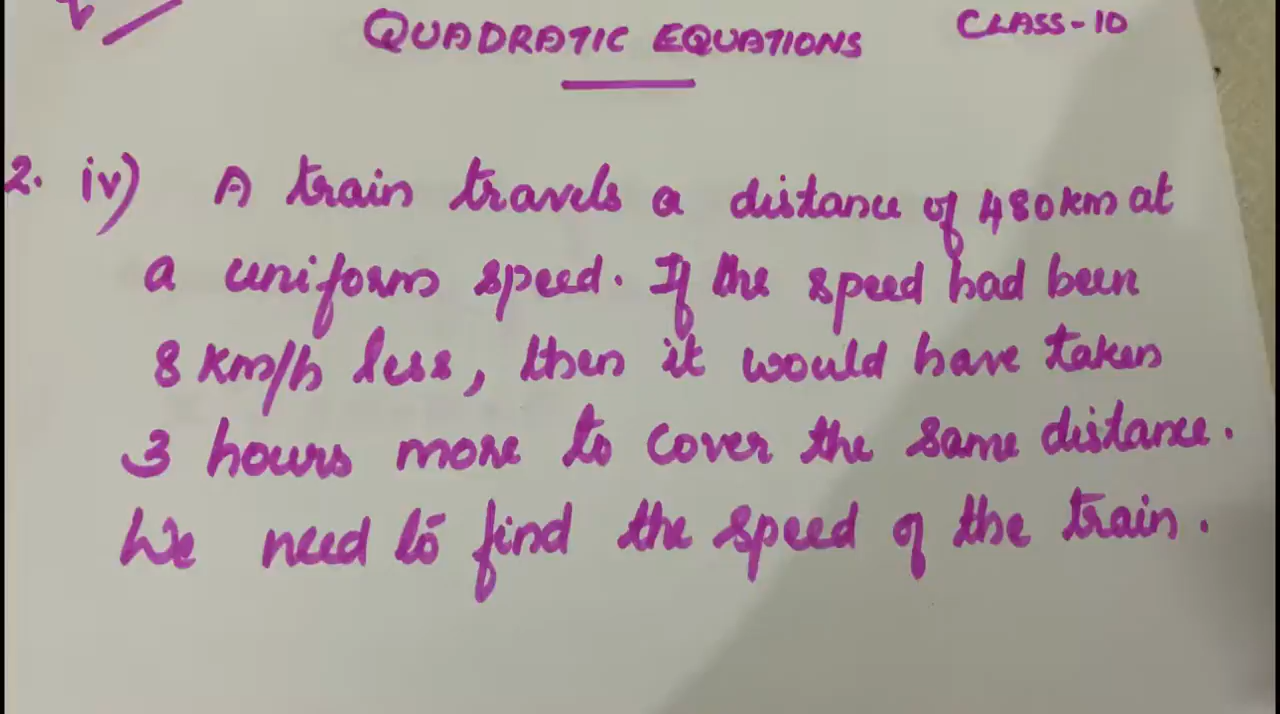 QUADRATIC EQUATIONS CLASS-10
2. iv) A train travels a distance of 480km at
a uniform speed. If the speed had been
8 km/h less, then it would have taken
3 hours more to cover the same distance.
We need to find the speed of the train.